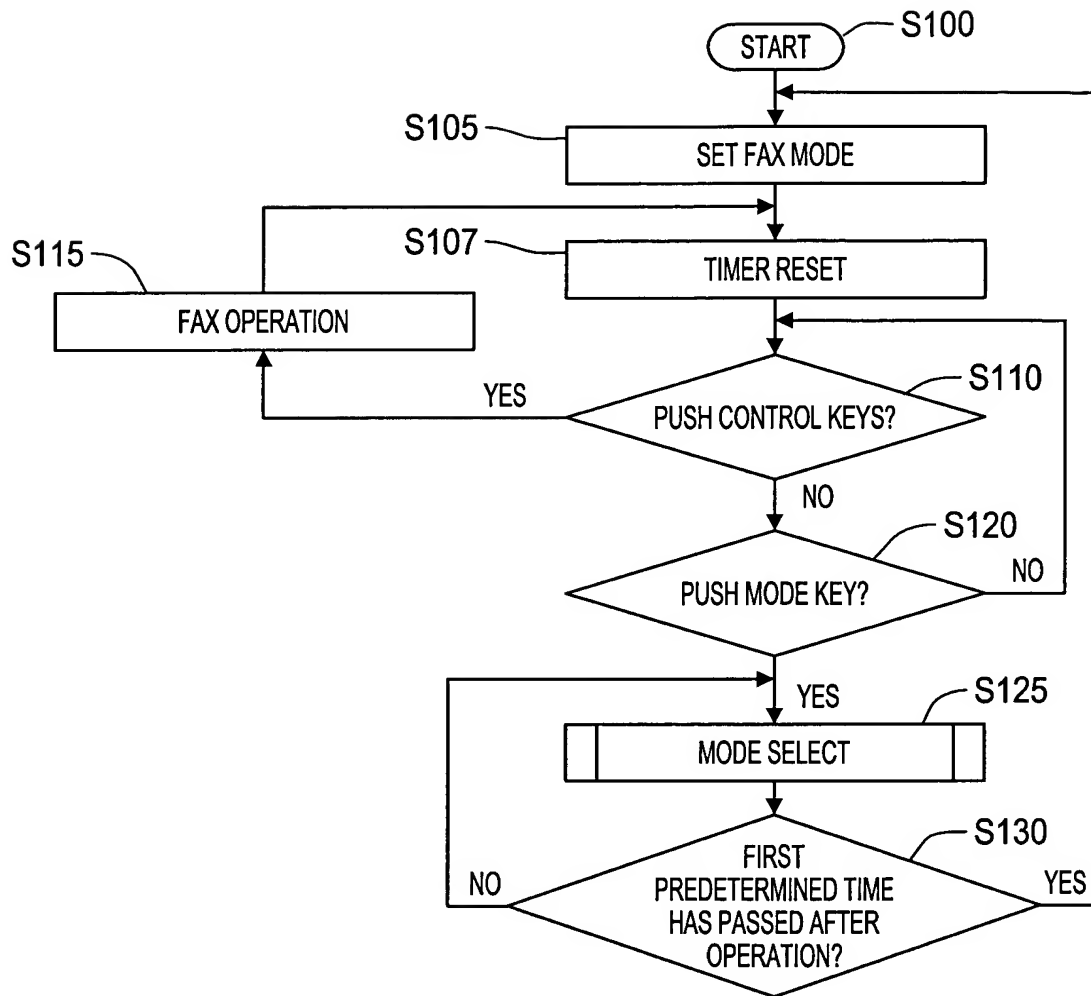 START
S100
S105
SET FAX MODE
S107
TIMER RESET
S115
FAX OPERATION
S110
YES
PUSH CONTROL KEYS?
NO
S120
PUSH MODE KEY?
NO
YES
S125
MODE SELECT
S130
NO
FIRST
PREDETERMINED TIME
HAS PASSED AFTER
OPERATION?
YES